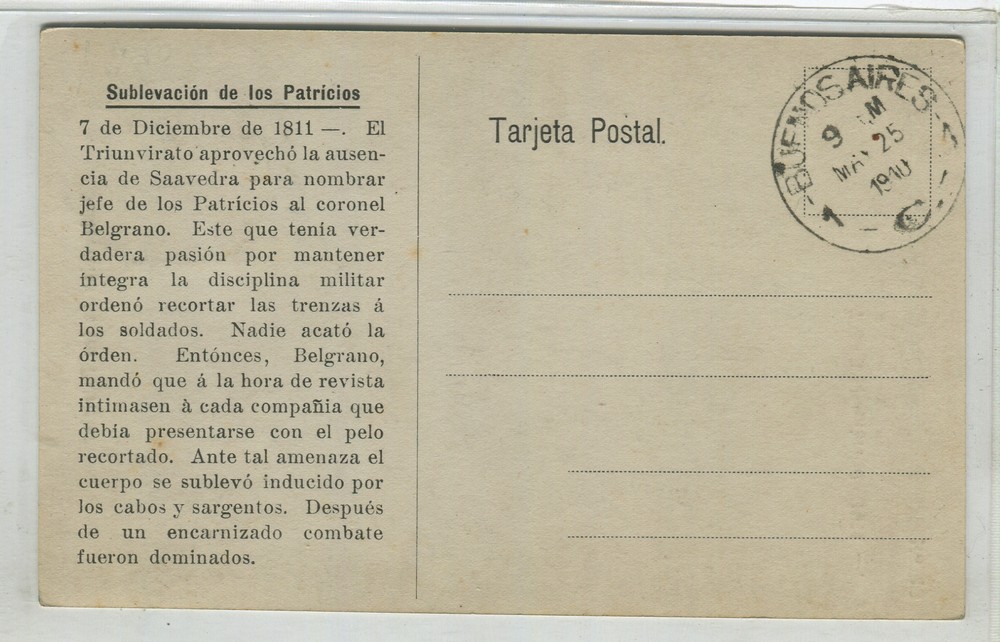 Sublevación de los Patrícios
7 de Diciembre de 1811 —. El
Triunvirato aprovechó la ausen-
cia de Saavedra para nombrar
jefe de los Patrícios al coronel
Belgrano. Este que tenía ver-
dadera pasión por mantener
íntegra la disciplina militar
ordenó recortar las trenzas á
los soldados. Nadie acató la
órden. Entónces, Belgrano,
mandó que á la hora de revista
intimasen à cada compañia que
debia presentarse con el pelo
recortado. Ante tal amenaza el
cuerpo se sublevó inducido por
los cabos y sargentos. Después
de un encarnizado combate
fueron dominados.
Tarjeta Postal.
BUENOS AIRES
9 M
MAY 25
1910
1 C